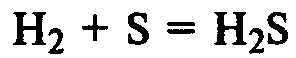 H₂ + S = H₂S